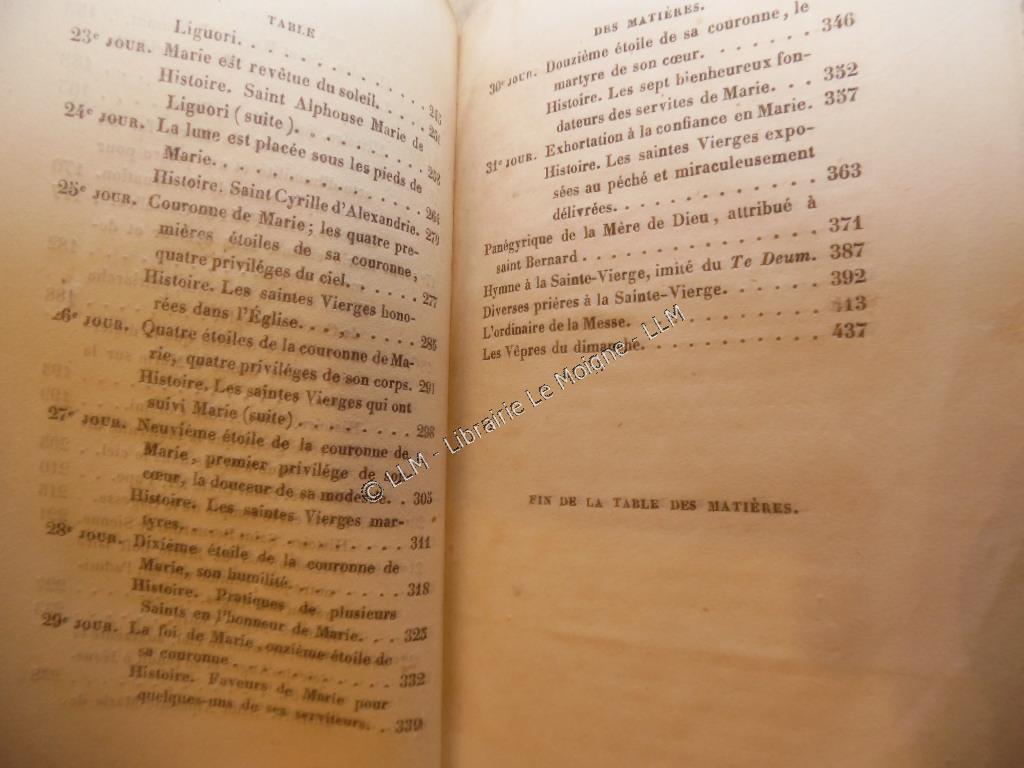 TABLE
Liguori. . . . . . . . . . . 245
23e JOUR. Marie est revêtue du soleil. . . . 251
Histoire. Saint Alphonse Marie de
Liguori (suite). . . . . . . . . 258
24e JOUR. La lune est placée sous les pieds de
Marie. . . . . . . . . . . . 264
Histoire. Saint Cyrille d'Alexandrie. 270
25e JOUR. Couronne de Marie; les quatre pre-
mières étoiles de sa couronne,
quatre priviléges du ciel. . . . . . 277
Histoire. Les saintes Vierges hono-
rées dans l'Église. . . , . . . . . 285
26e JOUR. Quatre étoiles de la couronne de Ma-
rie, quatre priviléges de son corps. 291
Histoire. Les saintes Vierges qui ont
suivi Marie (suite) . . . . . . . . 298
27e JOUR. Neuvième étoile de la couronne de
Marie, premier privilége de
cœur, la douceur de sa modestie. . 305
Histoire. Les saintes Vierges mar-
tyres. . . . . . . . . . . . 311
28e JOUR. Dixième étoile de la couronne de
Marie, son humilité. . . . . . . . 318
Histoire. Pratiques de plusieurs
Saints en l'honneur de Marie. . . 325
29e JOUR. La foi de Marie, onzième étoile de
sa couronne . . . . . . . . . 332
Histoire. Faveurs de Marie pour
quelques-uns de ses serviteurs. . . 339
DES MATIÈRES.
30e JOUR. Douzième étoile de sa couronne, le
martyre de son cœur. . . . . . . 346
Histoire. Les sept bienheureux fon-
dateurs des servites de Marie. . . 352
31e JOUR. Exhortation à la confiance en Marie. 357
Histoire. Les saintes Vierges expo-
sées au péché et miraculeusement
délivrées. . . . . . . . . . . 363
Panégyrique de la Mère de Dieu, attribué à
saint Bernard . . . . . . . . . . . . 371
Hymne à la Sainte-Vierge, imité du Te Deum. 387
Diverses prières à la Sainte-Vierge. . . . . . 392
L'ordinaire de la Messe. . . . . . . . . . 413
Les Vêpres du dimanche. . . . . . . . . . 437
FIN DE LA TABLE DES MATIÈRES.
© LLM - Librairie Le Moigne - LLM